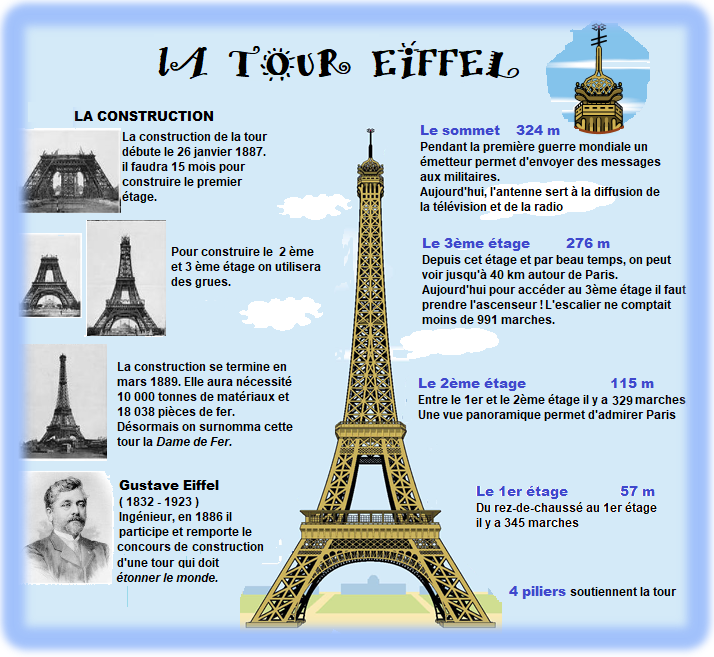 LA TOUR EIFFEL
LA CONSTRUCTION
La construction de la tour
débute le 26 janvier 1887.
il faudra 15 mois pour
construire le premier
étage.
Pour construire le 2 ème
et 3 ème étage on utilisera
des grues.
La construction se termine en
mars 1889. Elle aura nécessité
10 000 tonnes de matériaux et
18 038 pièces de fer.
Désormais on surnomma cette
tour la Dame de Fer.
Gustave Eiffel
( 1832 - 1923 )
Ingénieur, en 1886 il
participe et remporte le
concours de construction
d'une tour qui doit
étonner le monde.
Le sommet 324 m
Pendant la première guerre mondiale un
émetteur permet d'envoyer des messages
aux militaires.
Aujourd'hui, l'antenne sert à la diffusion de
la télévision et de la radio
Le 3ème étage 276 m
Depuis cet étage et par beau temps, on peut
voir jusqu'à 40 km autour de Paris.
Aujourd'hui pour accéder au 3ème étage il faut
prendre l'ascenseur ! L'escalier ne comptait
moins de 991 marches.
Le 2ème étage 115 m
Entre le 1er et le 2ème étage il y a 329 marches
Une vue panoramique permet d'admirer Paris
Le 1er étage 57 m
Du rez-de-chaussé au 1er étage
il y a 345 marches
4 piliers soutiennent la tour